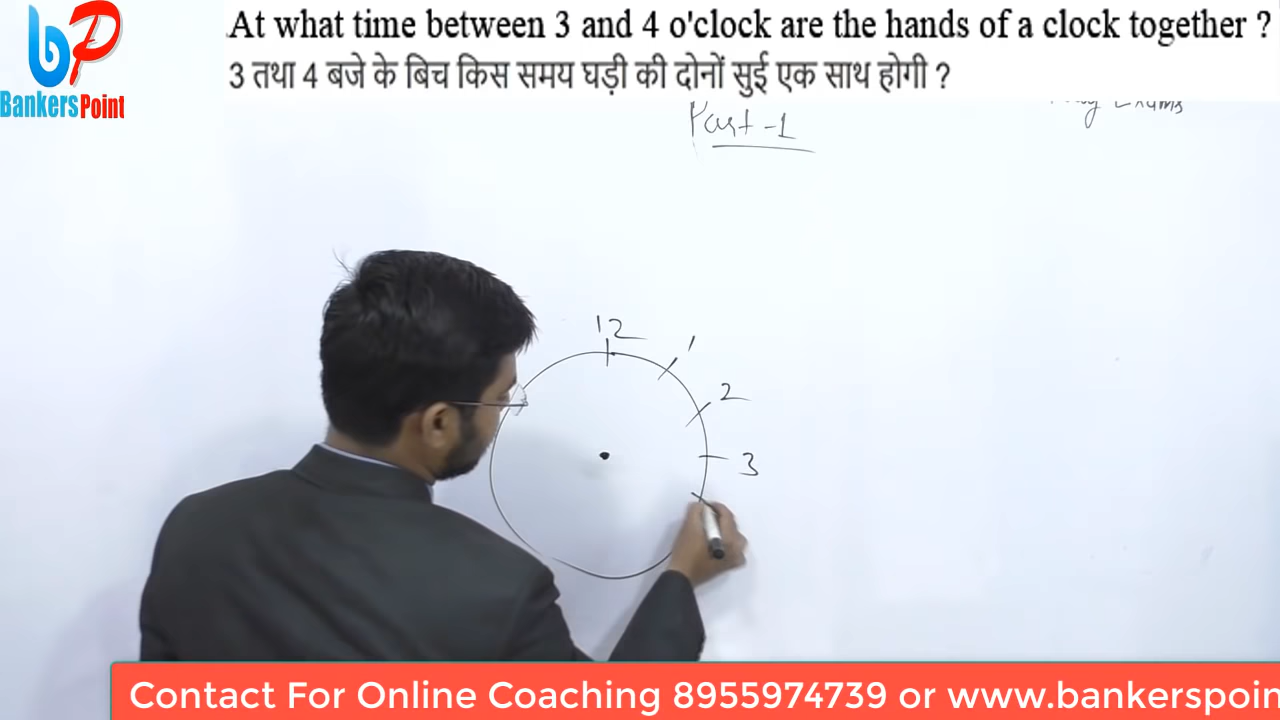 .At what time between 3 and 4 o'clock are the hands of a clock together ?
3 तथा 4 बजे के बिच किस समय घड़ी की दोनों सुई एक साथ होगी ?
bp
BankersPoint
Exams
Part-1
12
1
2
3
Contact For Online Coaching 8955974739 or www.bankerspoin